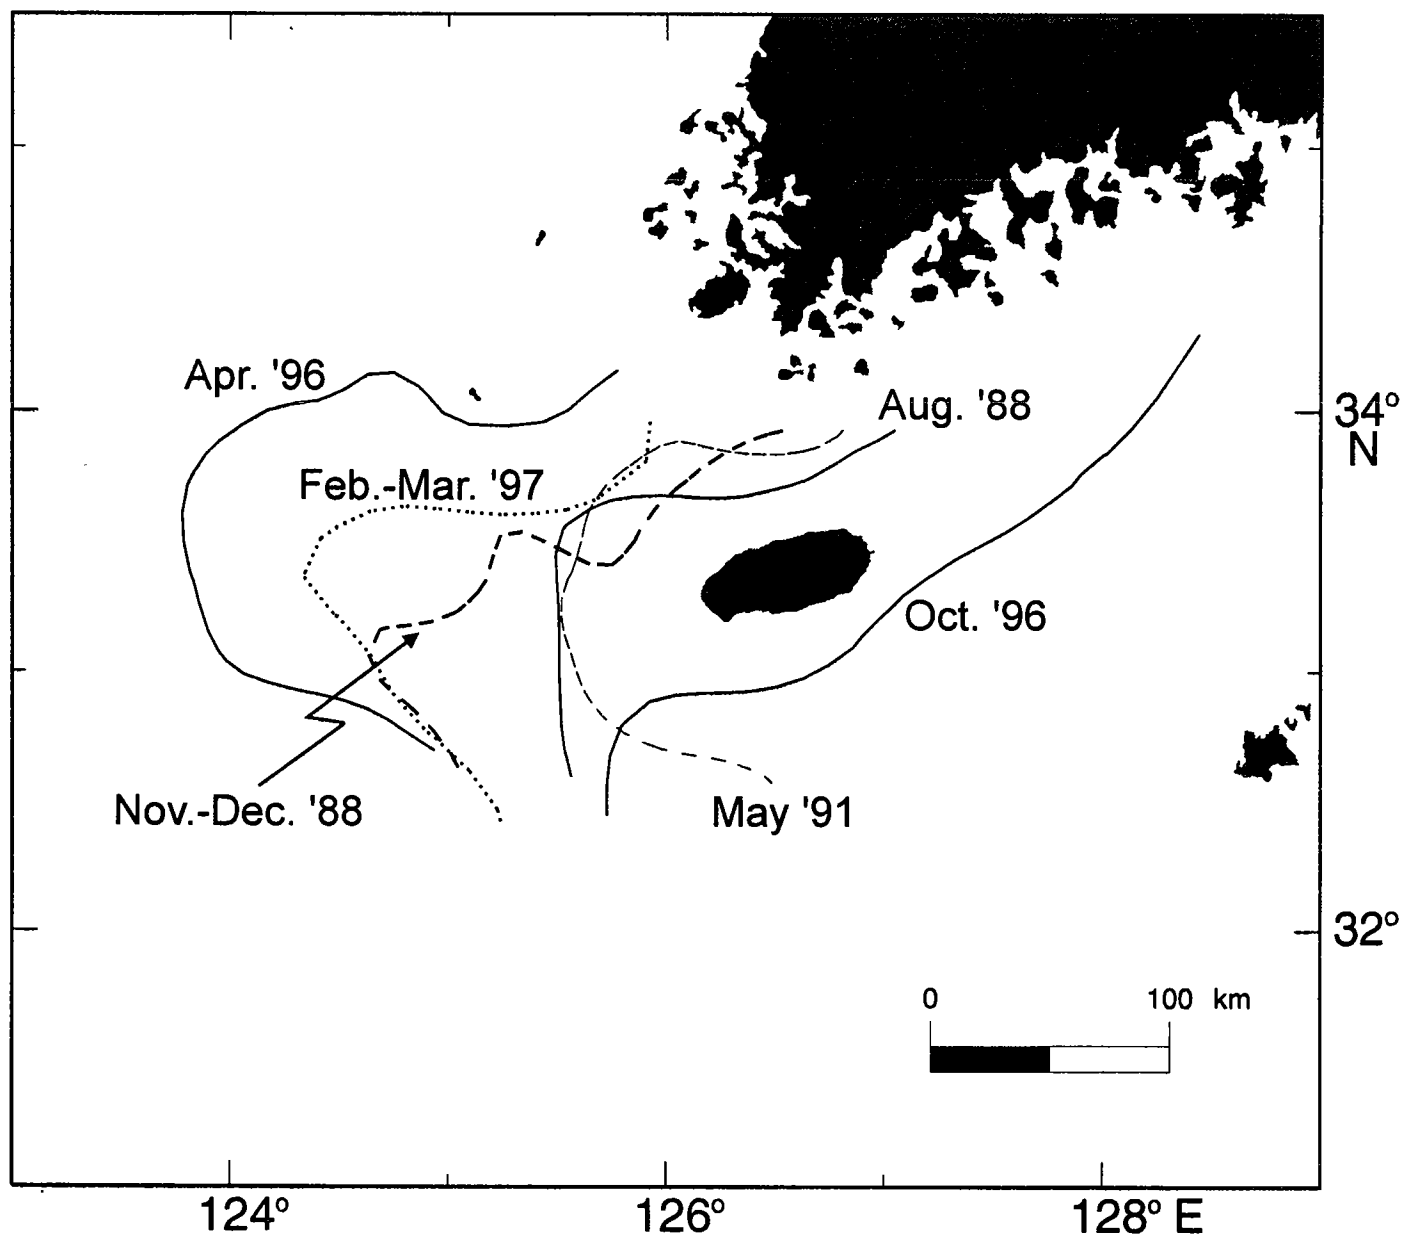 Apr. '96
Aug. '88
34°
N
Feb.-Mar. '97
Oct. '96
Nov.-Dec. '88
May '91
32°
0 100 km
124° 126° 128° E